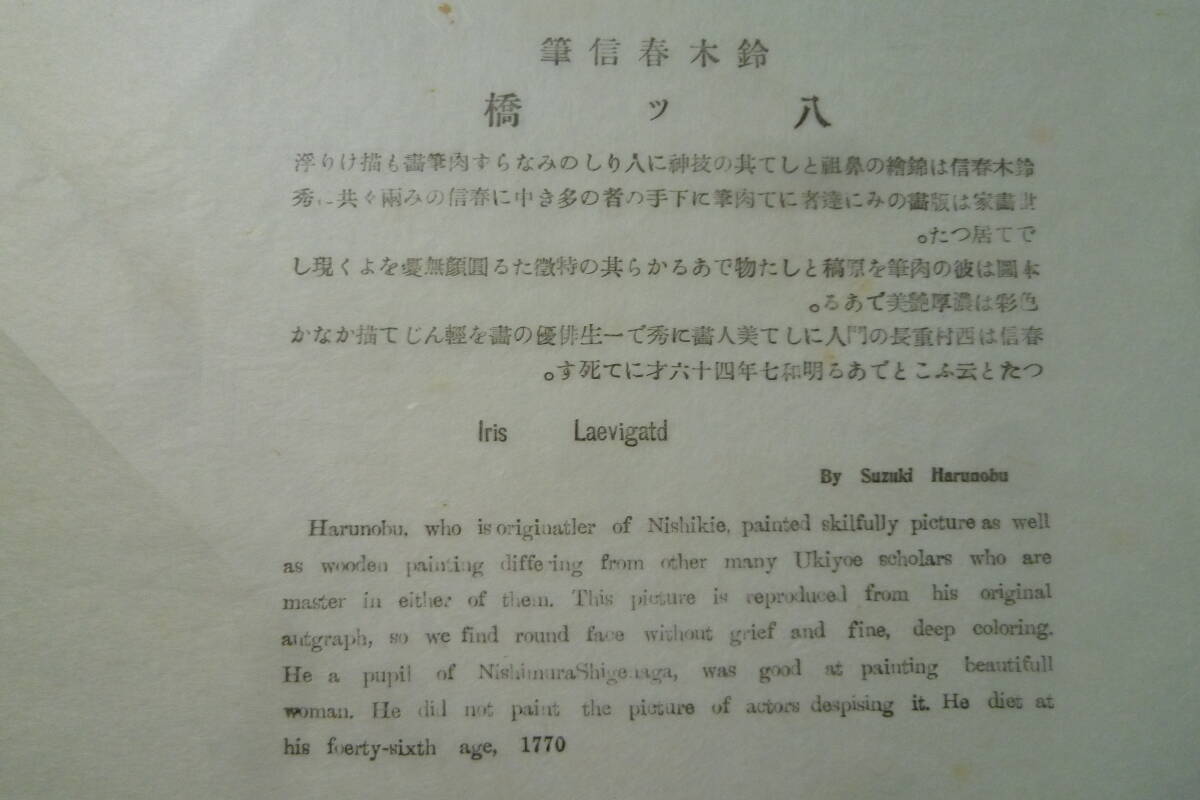 鈴木春信筆
八ッ橋
鈴木春信は錦繪の鼻祖として其の技神に入りしのみならす肉筆畫も描けり浮
世畫家は版畫のみに達者にて肉筆に下手の者の多き中に春信のみ兩々共に秀
でて居つた。
本圖は彼の肉筆を原稿とした物であるから其の特徴たる圓顏無憂をよく現し
色彩は濃厚艶美である。
春信は西村重長の門人にして美人畫に秀で一生俳優の畫を輕んじて描かなか
つたと云ふことである明和七年四十六才にて死す。
Iris Laevigatd
By Suzuki Harunobu
Harunobu, who is originatler of Nishikie, painted skilfully picture as well
as wooden painting differing from other many Ukiyoe scholars who are
master in either of them. This picture is reproduced from his original
autgraph, so we find round face without grief and fine, deep coloring.
He a pupil of NishimuraShigenaga, was good at painting beautifull
woman. He did not paint the picture of actors despising it. He diet at
his foerty-sixth age, 1770